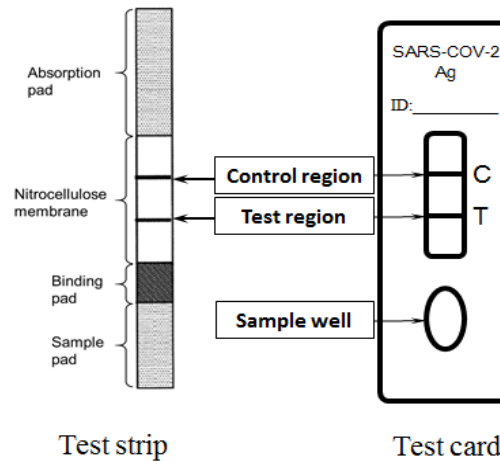 Absorption
pad
Nitrocellulose
membrane
Binding
pad
Sample
pad
Test strip
Control region
Test region
Sample well
SARS-COV-2
Ag
ID:________
C
T
Test card